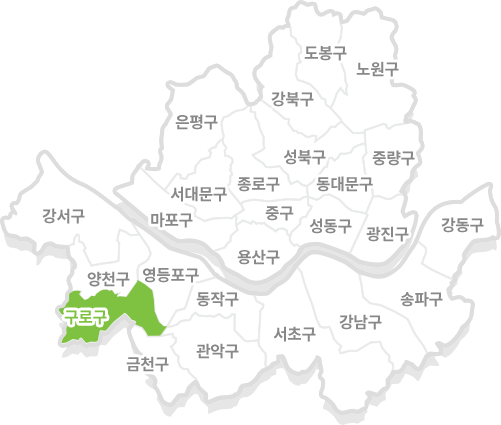 도봉구
노원구
강북구
은평구
성북구
중량구
서대문구
종로구
동대문구
마포구
중구
성동구
광진구
강동구
강서구
용산구
양천구
영등포구
동작구
송파구
구로구
강남구
서초구
관악구
금천구